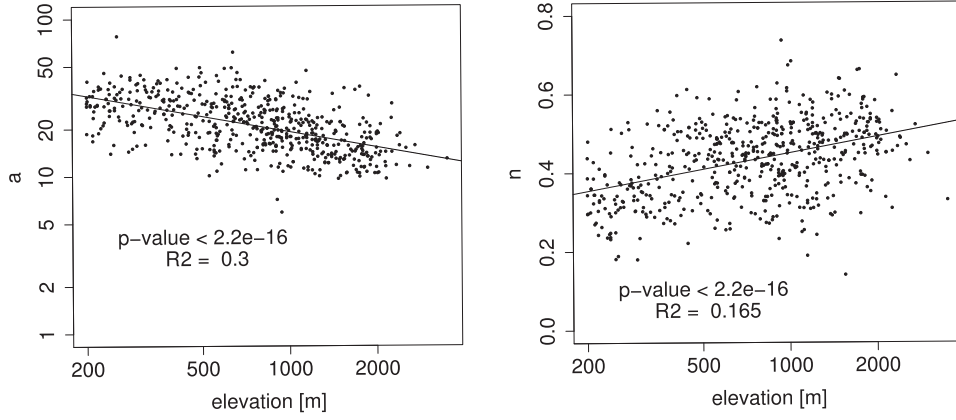 100
50
20
10
5
2
1
a
p−value < 2.2e−16
R2 = 0.3
200 500 1000 2000
elevation [m]
0.8
0.6
0.4
0.2
0.0
n
p−value < 2.2e−16
R2 = 0.165
200 500 1000 2000
elevation [m]